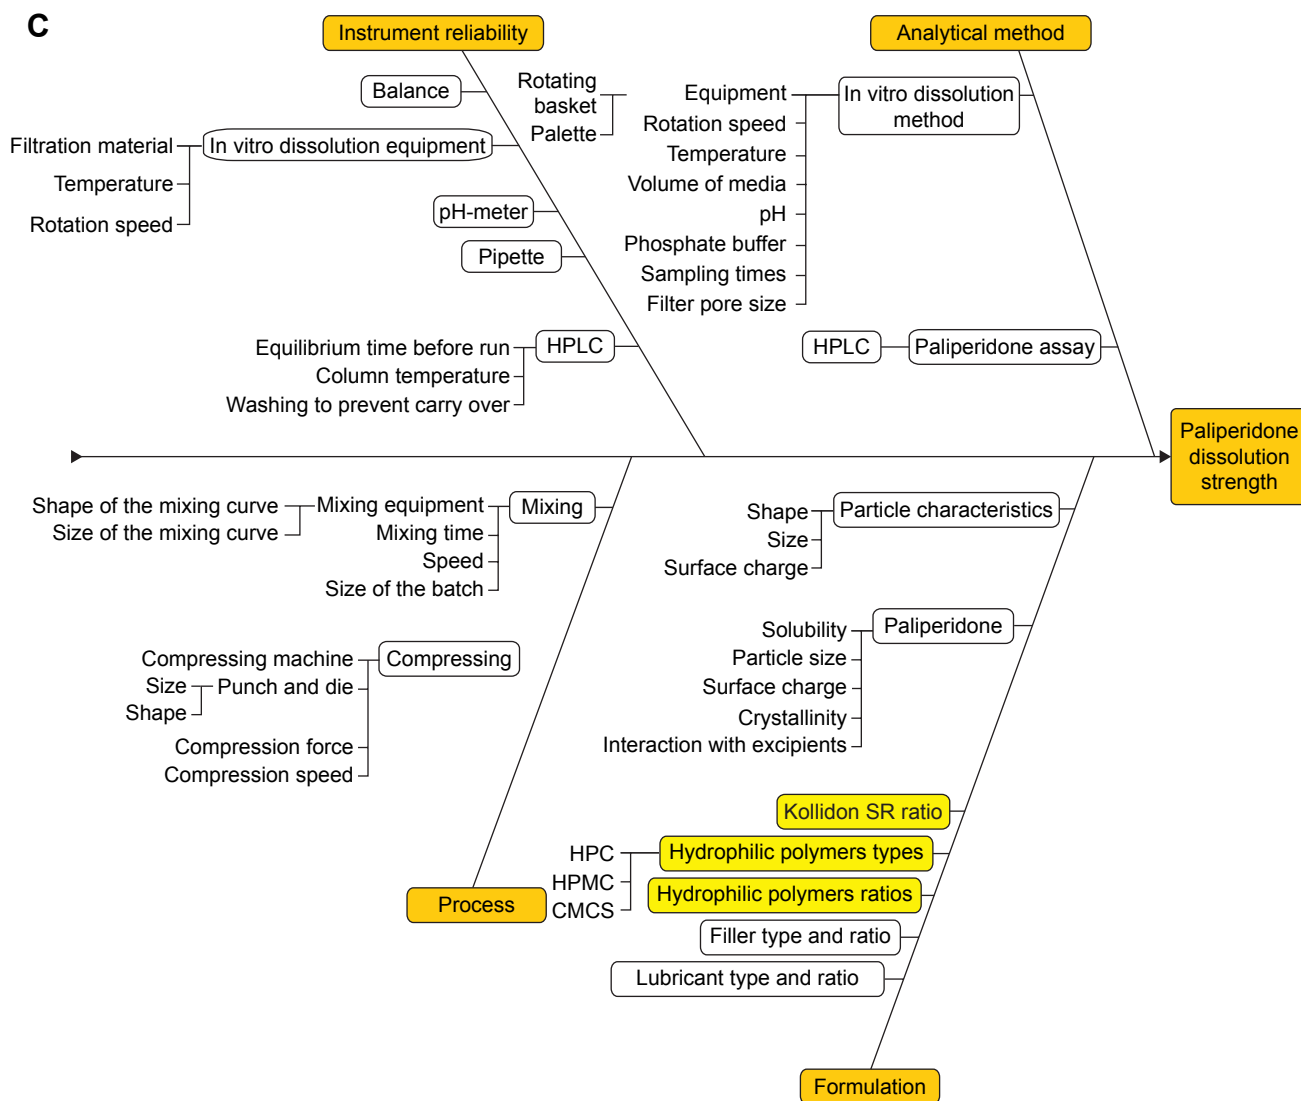 C
Instrument reliability
Analytical method
Balance
Filtration material
In vitro dissolution equipment
Temperature
Rotation speed
pH-meter
Pipette
Equilibrium time before run
HPLC
Column temperature
Washing to prevent carry over
Rotating
basket
Palette
Equipment
In vitro dissolution
method
Rotation speed
Temperature
Volume of media
pH
Phosphate buffer
Sampling times
Filter pore size
HPLC
Paliperidone assay
Paliperidone
dissolution
strength
Shape of the mixing curve
Size of the mixing curve
Mixing equipment
Mixing
Mixing time
Speed
Size of the batch
Compressing machine
Compressing
Size
Shape
Punch and die
Compression force
Compression speed
Process
Shape
Particle characteristics
Size
Surface charge
Solubility
Paliperidone
Particle size
Surface charge
Crystallinity
Interaction with excipients
Kollidon SR ratio
HPC
Hydrophilic polymers types
HPMC
CMCS
Hydrophilic polymers ratios
Filler type and ratio
Lubricant type and ratio
Formulation